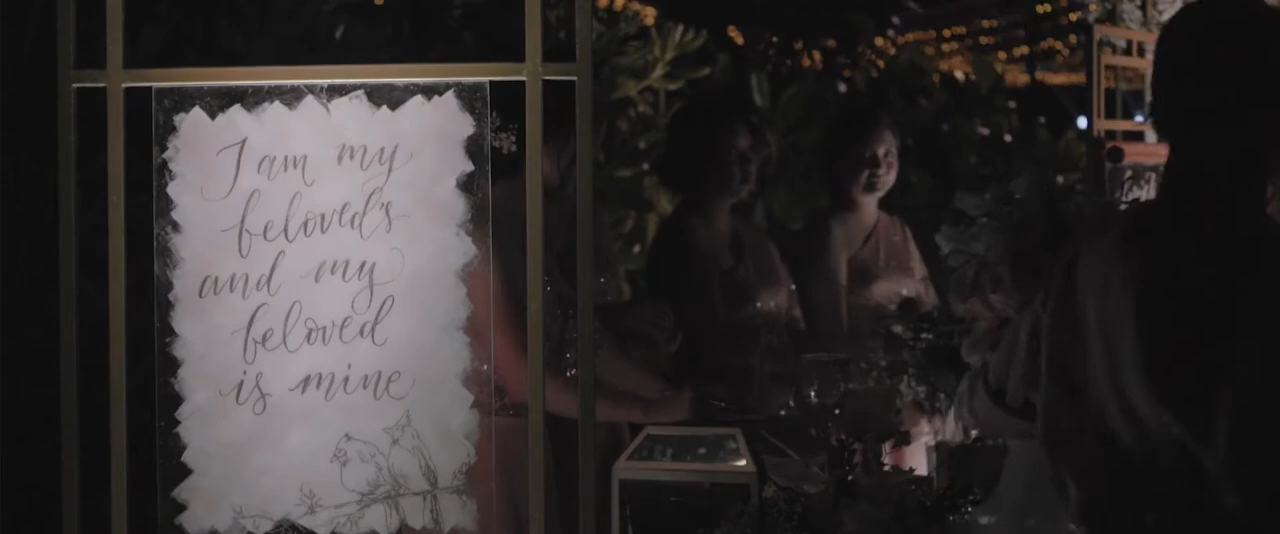 I am my
beloved's
and my
beloved
is mine